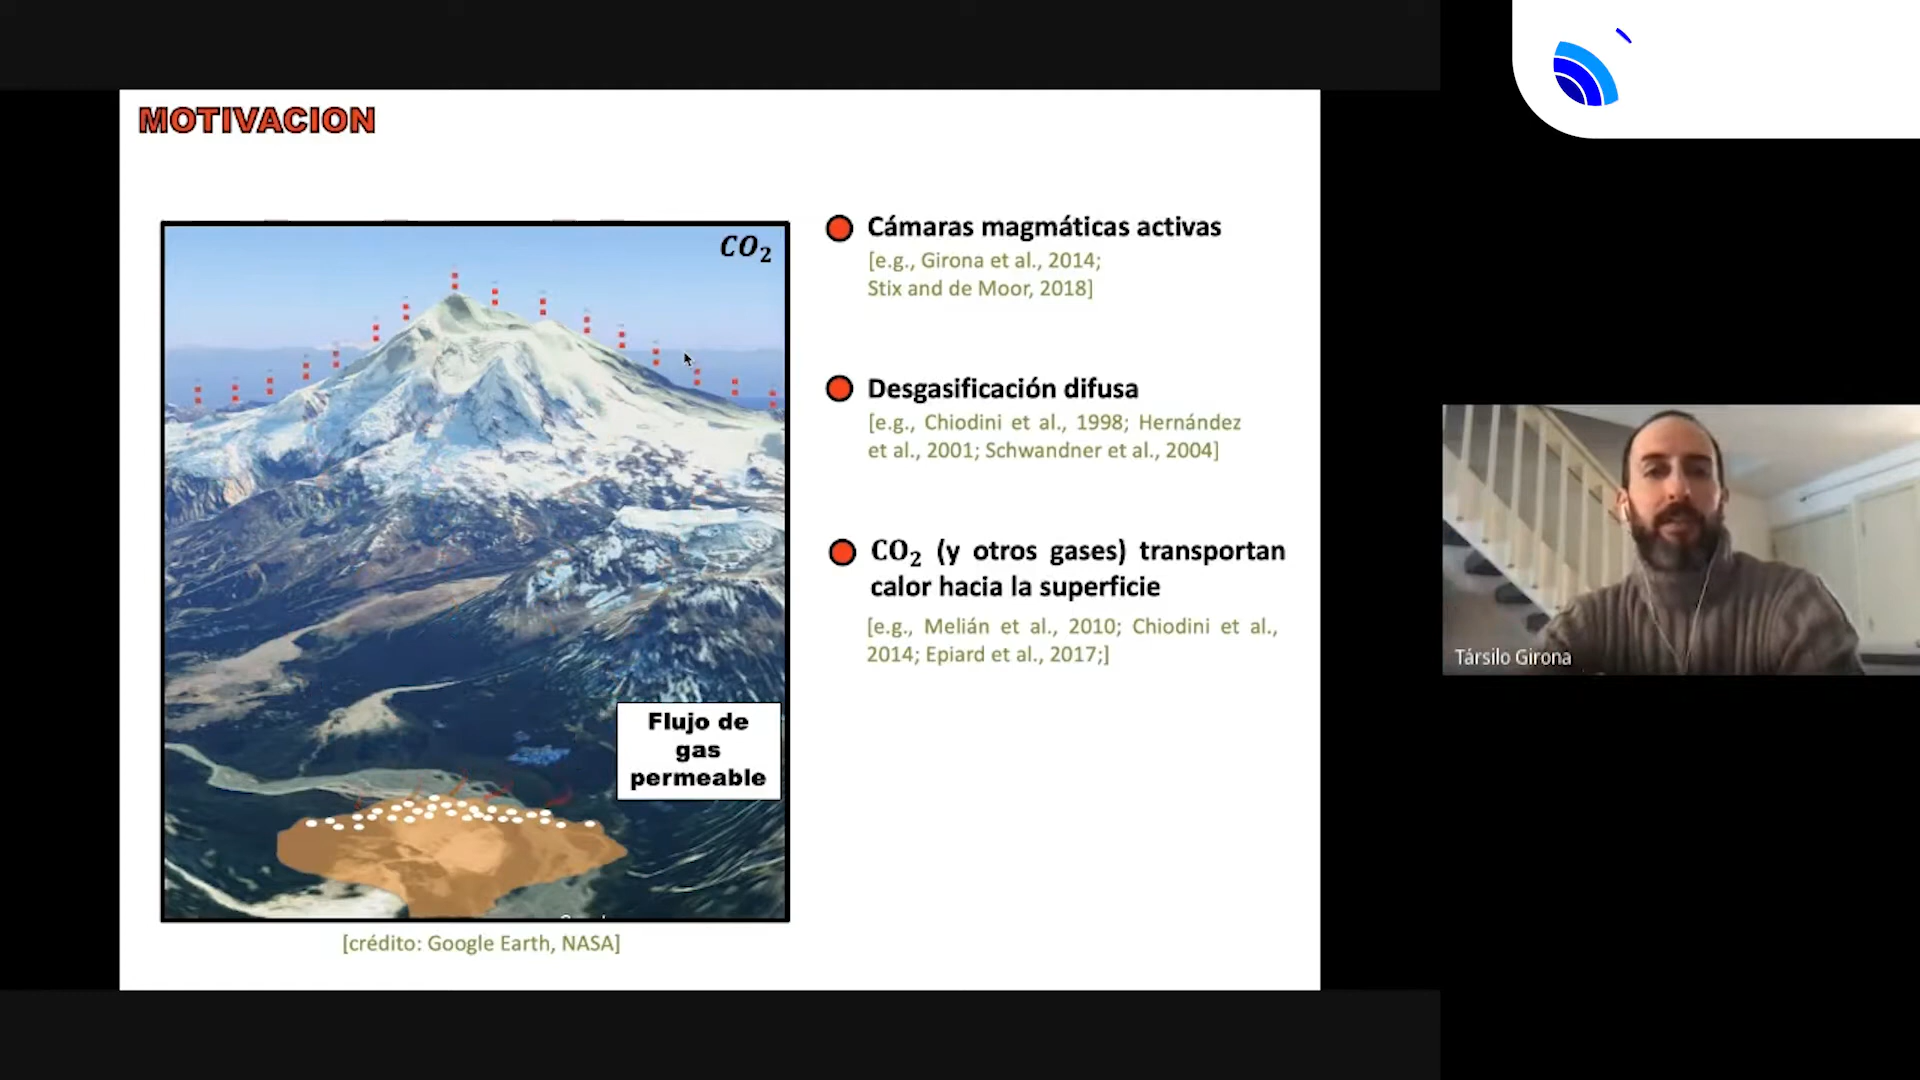 MOTIVACION
CO₂
Flujo de
gas
permeable
[crédito: Google Earth, NASA]
Cámaras magmáticas activas
[e.g., Girona et al., 2014;
Stix and de Moor, 2018]
Desgasificación difusa
[e.g., Chiodini et al., 1998; Hernández
et al., 2001; Schwandner et al., 2004]
CO₂ (y otros gases) transportan
calor hacia la superficie
[e.g., Melián et al., 2010; Chiodini et al.,
2014; Epiard et al., 2017;]
Társilo Girona